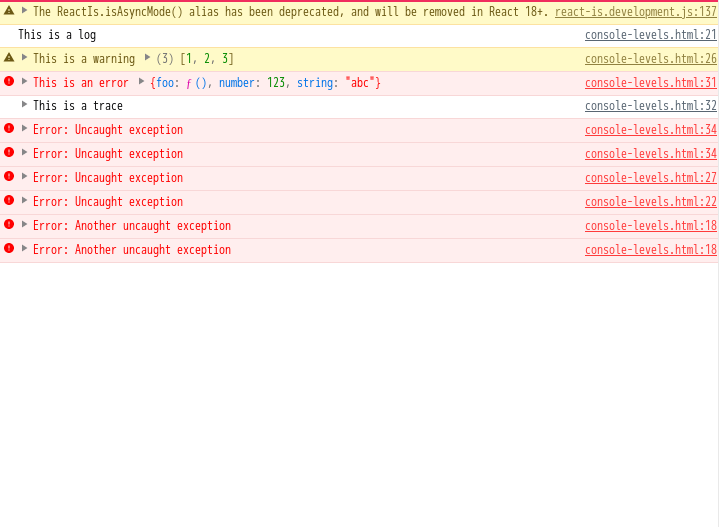 The ReactIs.isAsyncMode() alias has been deprecated, and will be removed in React 18+. react-is.development.js:137
This is a log console-levels.html:21
This is a warning (3) [1, 2, 3] console-levels.html:26
This is an error {foo: ƒ (), number: 123, string: "abc"} console-levels.html:31
This is a trace console-levels.html:32
Error: Uncaught exception console-levels.html:34
Error: Uncaught exception console-levels.html:34
Error: Uncaught exception console-levels.html:27
Error: Uncaught exception console-levels.html:22
Error: Another uncaught exception console-levels.html:18
Error: Another uncaught exception console-levels.html:18